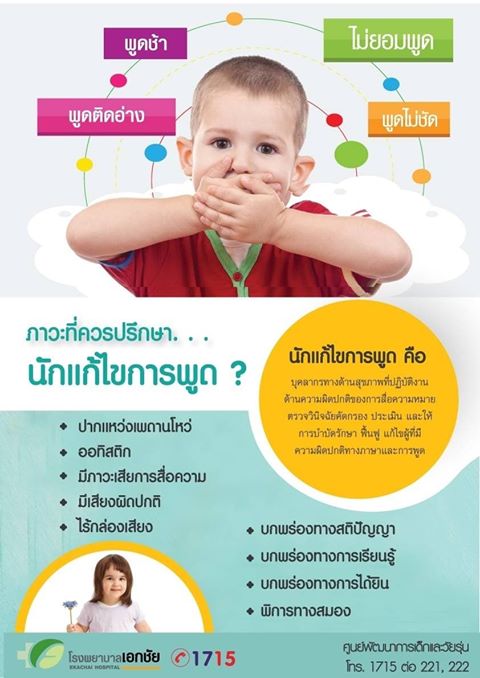 พูดช้า
ไม่ยอมพูด
พูดติดอ่าง
พูดไม่ชัด
ภาวะที่ควรปรึกษา. . .
นักแก้ไขการพูด ?
นักแก้ไขการพูด คือ
บุคลากรทางด้านสุขภาพที่ปฏิบัติงาน
ด้านความผิดปกติของการสื่อความหมาย
ตรวจวินิจฉัยคัดกรอง ประเมิน และให้
การบำบัดรักษา ฟื้นฟู แก้ไขผู้ที่มี
ความผิดปกติทางภาษาและการพูด
ปากแหว่งเพดานโหว่
ออทิสติก
มีภาวะเสียการสื่อความ
มีเสียงผิดปกติ
ไร้กล่องเสียง
บกพร่องทางสติปัญญา
บกพร่องทางการเรียนรู้
บกพร่องทางการได้ยิน
พิการทางสมอง
โรงพยาบาลเอกชัย
EKACHAI HOSPITAL
1715
ศูนย์พัฒนาการเด็กและวัยรุ่น
โทร. 1715 ต่อ 221, 222